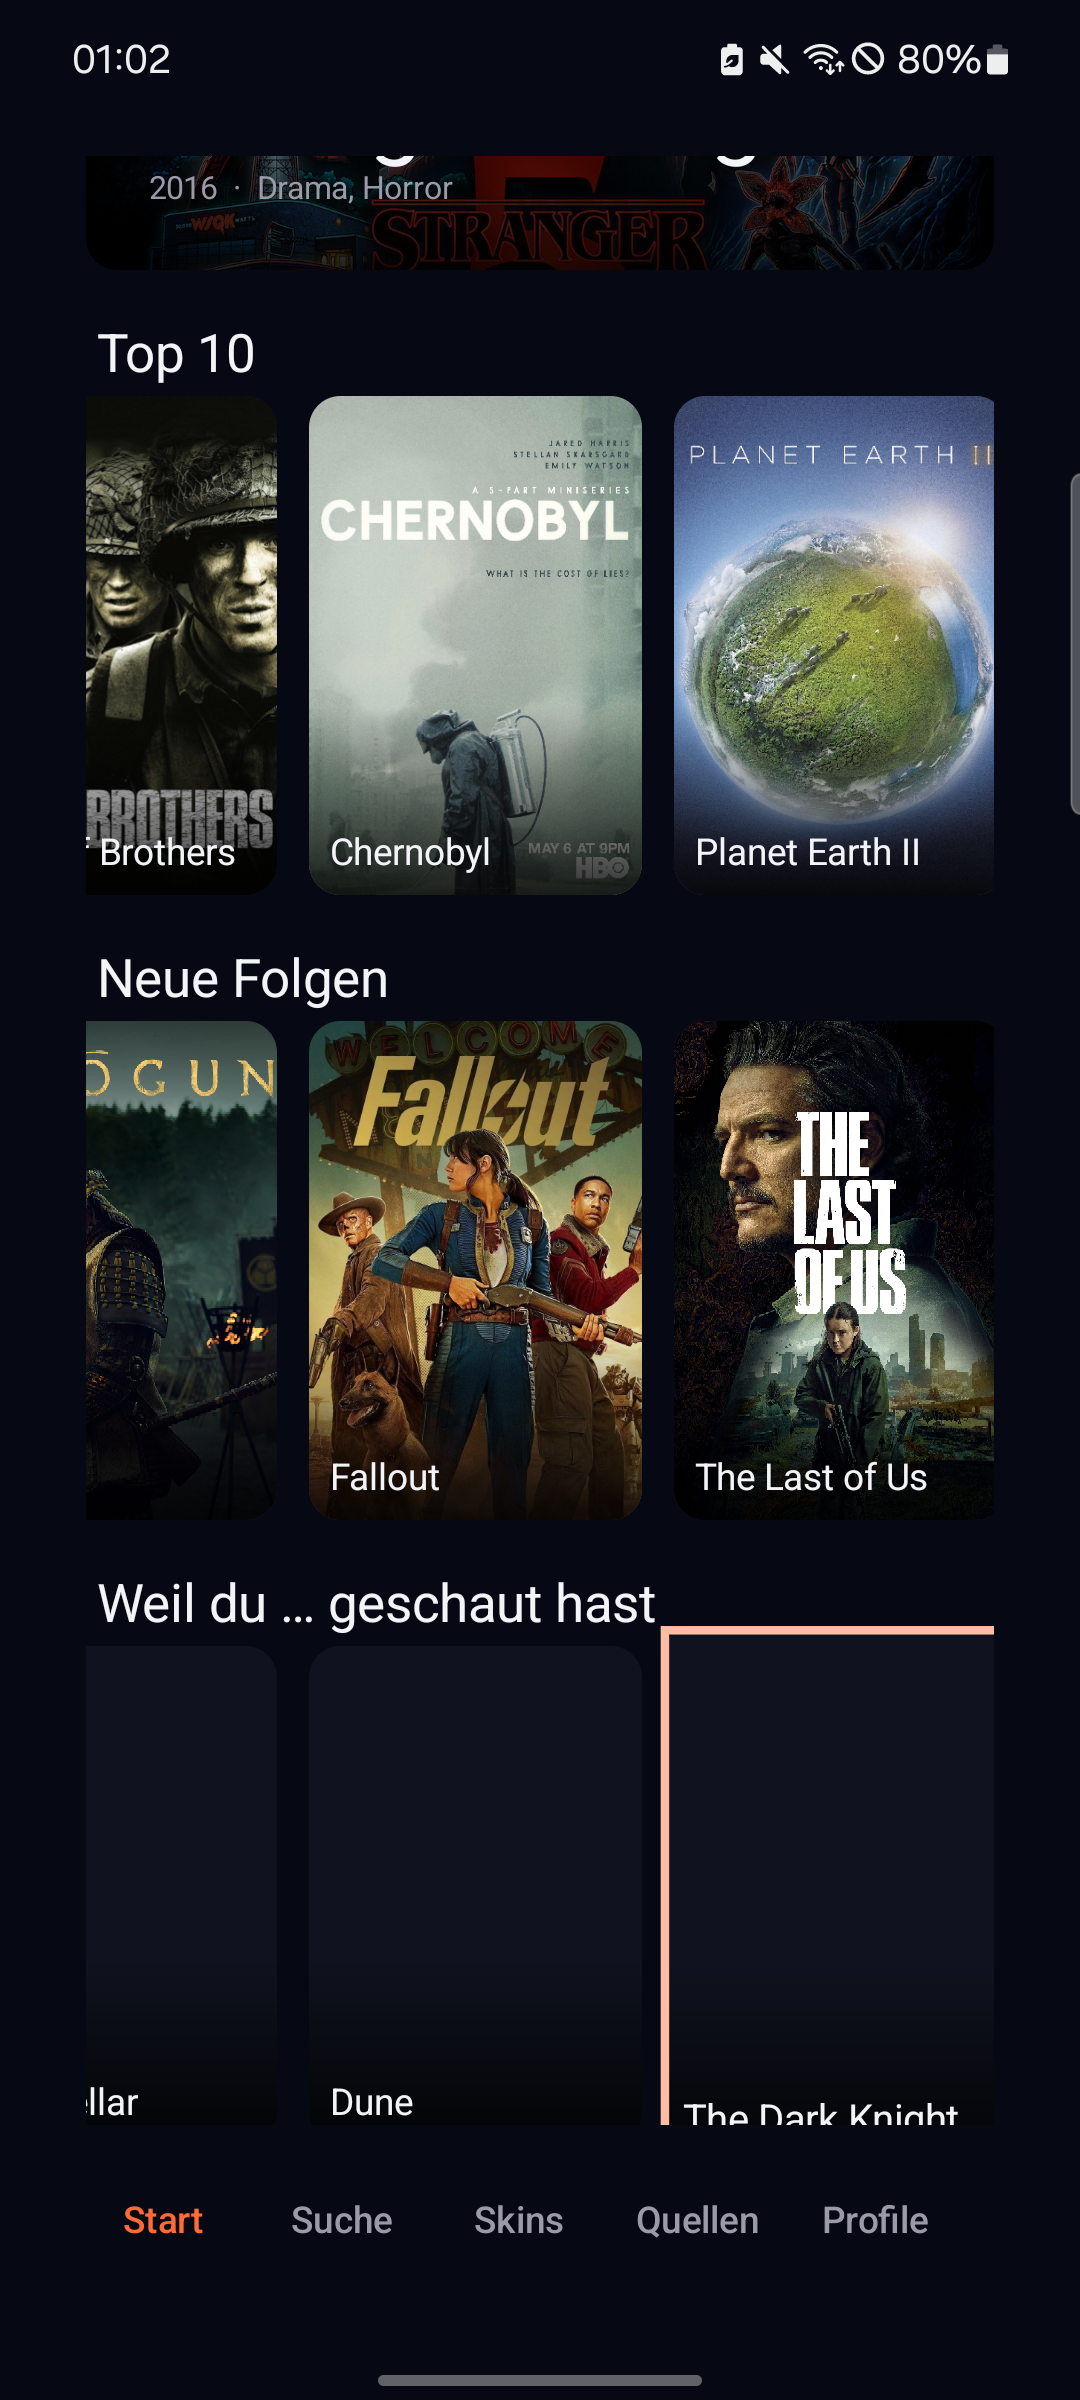 01:02
80%
2016 · Drama, Horror
WSQK
STRANGER
Top 10
PLANET EARTH II
JARED HARRIS
STELLAN SKARSGÅRD
EMILY WATSON
A 5-PART MINISERIES
CHERNOBYL
WHAT IS THE COST OF LIES?
BROTHERS
MAY 6 AT 9PM
HBO
Brothers
Chernobyl
Planet Earth II
Neue Folgen
ŌGUN
WELCOME
Fallout
THE
LAST
OF US
Fallout
The Last of Us
Weil du ... geschaut hast
ellar
Dune
The Dark Knight
Start
Suche
Skins
Quellen
Profile